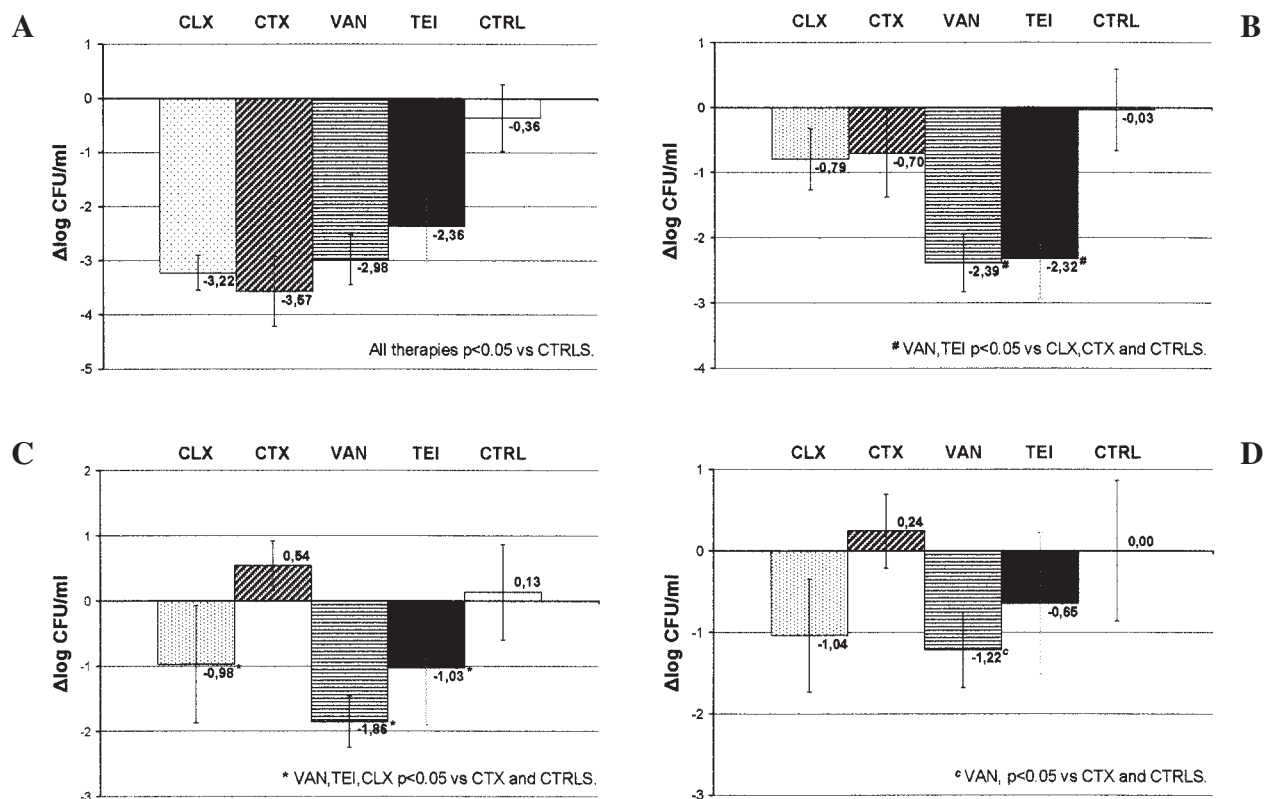 A
CLX CTX VAN TEI CTRL
1
0
-1
-2
-3
-4
-5
Δlog CFU/ml
-3,22
-3,57
-2,98
-2,36
-0,36
All therapies p<0.05 vs CTRLS.
B
CLX CTX VAN TEI CTRL
1
0
-1
-2
-3
-4
Δlog CFU/ml
-0,79
-0,70
-2,39 #
-2,32 #
-0,03
# VAN,TEI p<0.05 vs CLX,CTX and CTRLS.
C
CLX CTX VAN TEI CTRL
2
1
0
-1
-2
-3
Δlog CFU/ml
-0,98 *
0,54
-1,86 *
-1,03 *
0,13
* VAN,TEI,CLX p<0.05 vs CTX and CTRLS.
D
CLX CTX VAN TEI CTRL
1
0
-1
-2
-3
Δlog CFU/ml
-1,04
0,24
-1,22 c
-0,65
0,00
c VAN, p<0.05 vs CTX and CTRLS.